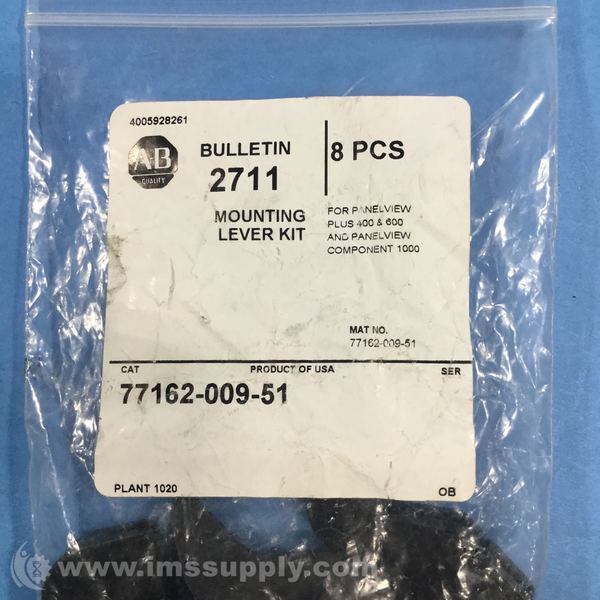 4005928261
AB
QUALITY
BULLETIN
2711
8 PCS
MOUNTING
LEVER KIT
FOR PANELVIEW
PLUS 400 & 600
AND PANELVIEW
COMPONENT 1000
MAT NO.
77162-009-51
CAT
PRODUCT OF USA
SER
77162-009-51
PLANT 1020
OB
www.imssupply.com